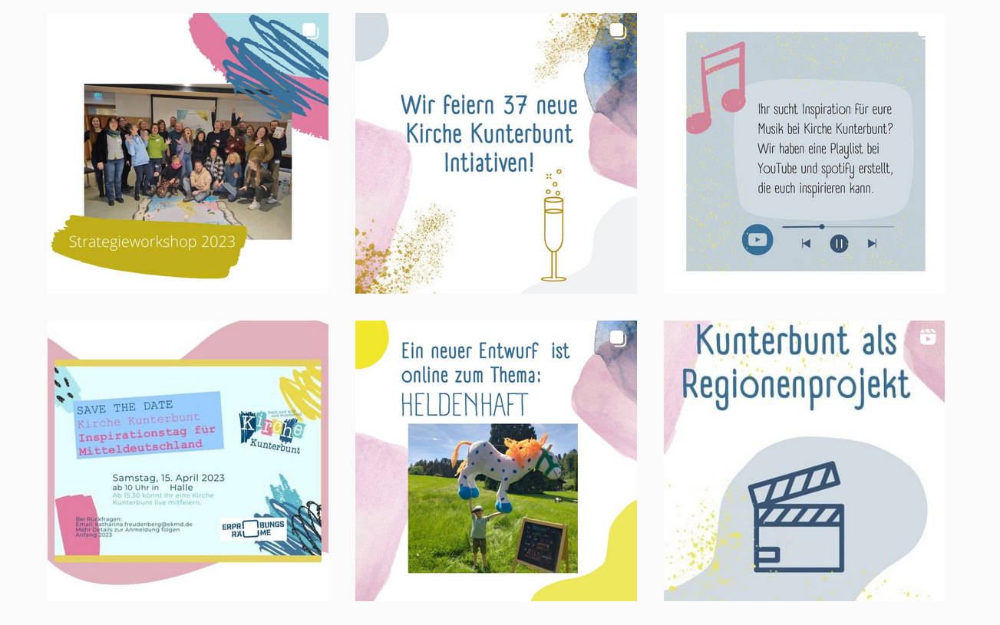 Strategieworkshop 2023
Wir feiern 37 neue
Kirche Kunterbunt
Intiativen!
Ihr sucht Inspiration für eure
Musik bei Kirche Kunterbunt?
Wir haben eine Playlist bei
YouTube und spotify erstellt,
die euch inspirieren kann.
SAVE THE DATE
Kirche Kunterbunt
Inspirationstag für
Mitteldeutschland
frech und wild
und wundervoll
Kirche
Kunterbunt
Samstag, 15. April 2023
ab 10 Uhr in Halle
Ab 15.30 könnt ihr eine Kirche
Kunterbunt live mitfeiern.
Bei Rückfragen:
Email: katharina.freudenberg@ekmd.de
Mehr Details zur Anmeldung folgen
Anfang 2023
ERPROBUNGS
RÄUME
Ein neuer Entwurf ist
online zum Thema:
HELDENHAFT
Kunterbunt als
Regionenprojekt